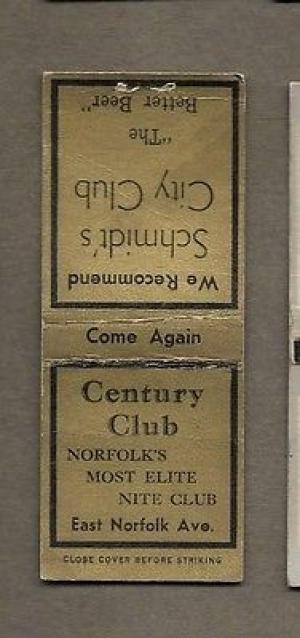 We Recommend
Schmidt's
City Club
"The
Better Beer"
Come Again
Century
Club
NORFOLK'S
MOST ELITE
NITE CLUB
East Norfolk Ave.
CLOSE COVER BEFORE STRIKING